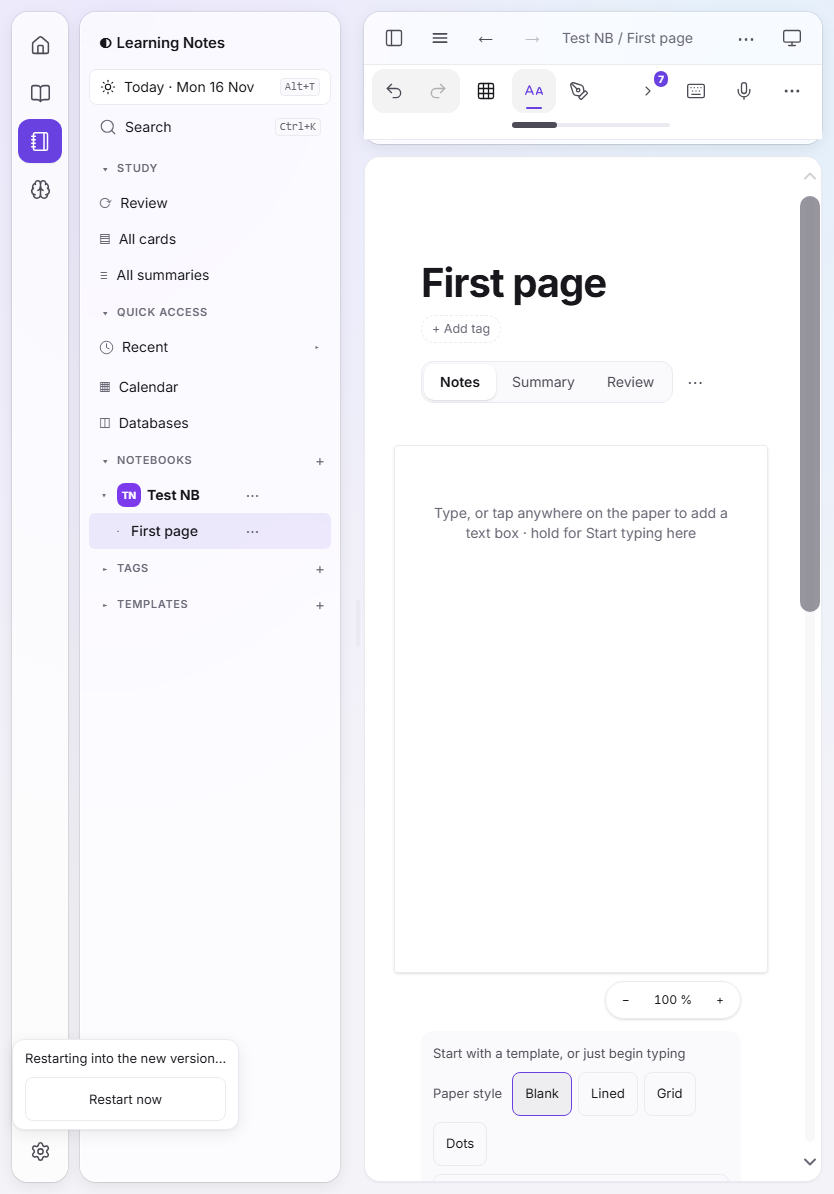 Learning Notes
Today · Mon 16 Nov Alt+T
Search Ctrl+K
STUDY
Review
All cards
All summaries
QUICK ACCESS
Recent
Calendar
Databases
NOTEBOOKS +
TN Test NB ...
First page ...
TAGS +
TEMPLATES +
Restarting into the new version...
Restart now
Test NB / First page
AA
7
First page
+ Add tag
Notes Summary Review ...
Type, or tap anywhere on the paper to add a
text box · hold for Start typing here
− 100 % +
Start with a template, or just begin typing
Paper style Blank Lined Grid
Dots